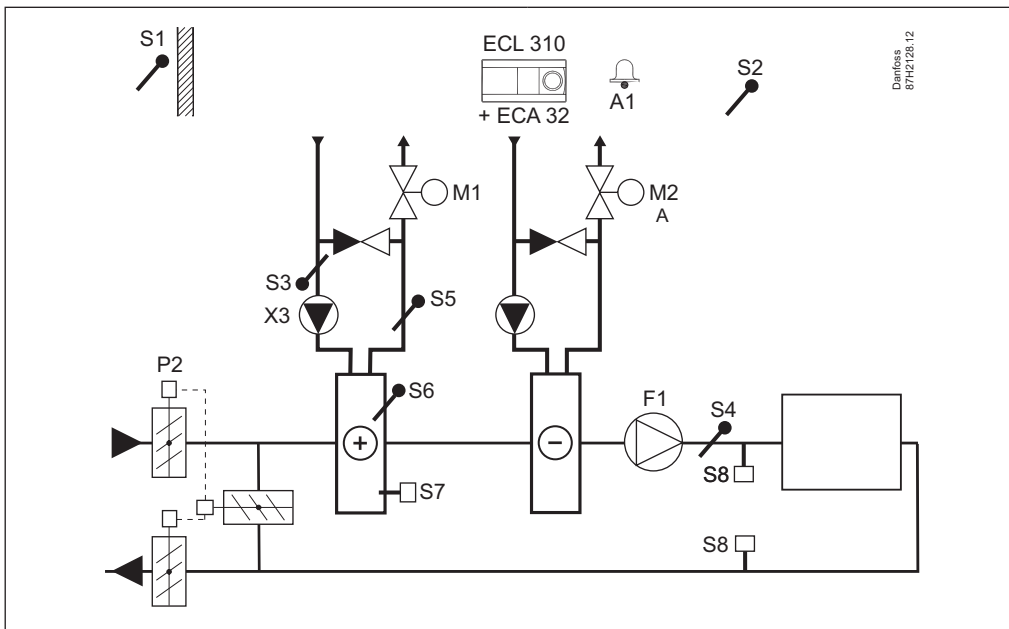 S1
ECL 310
+ ECA 32
A1
S2
Danfoss
87H2128.12
M1
M2
A
S3
X3
S5
P2
S6
F1
S4
S7
S8
S8
+
−